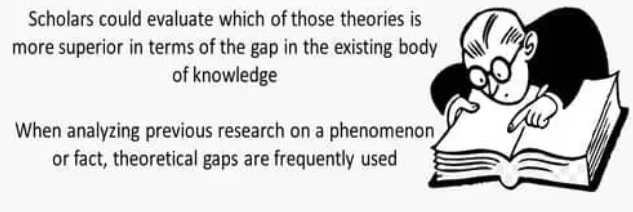 Scholars could evaluate which of those theories is
more superior in terms of the gap in the existing body
of knowledge
When analyzing previous research on a phenomenon
or fact, theoretical gaps are frequently used